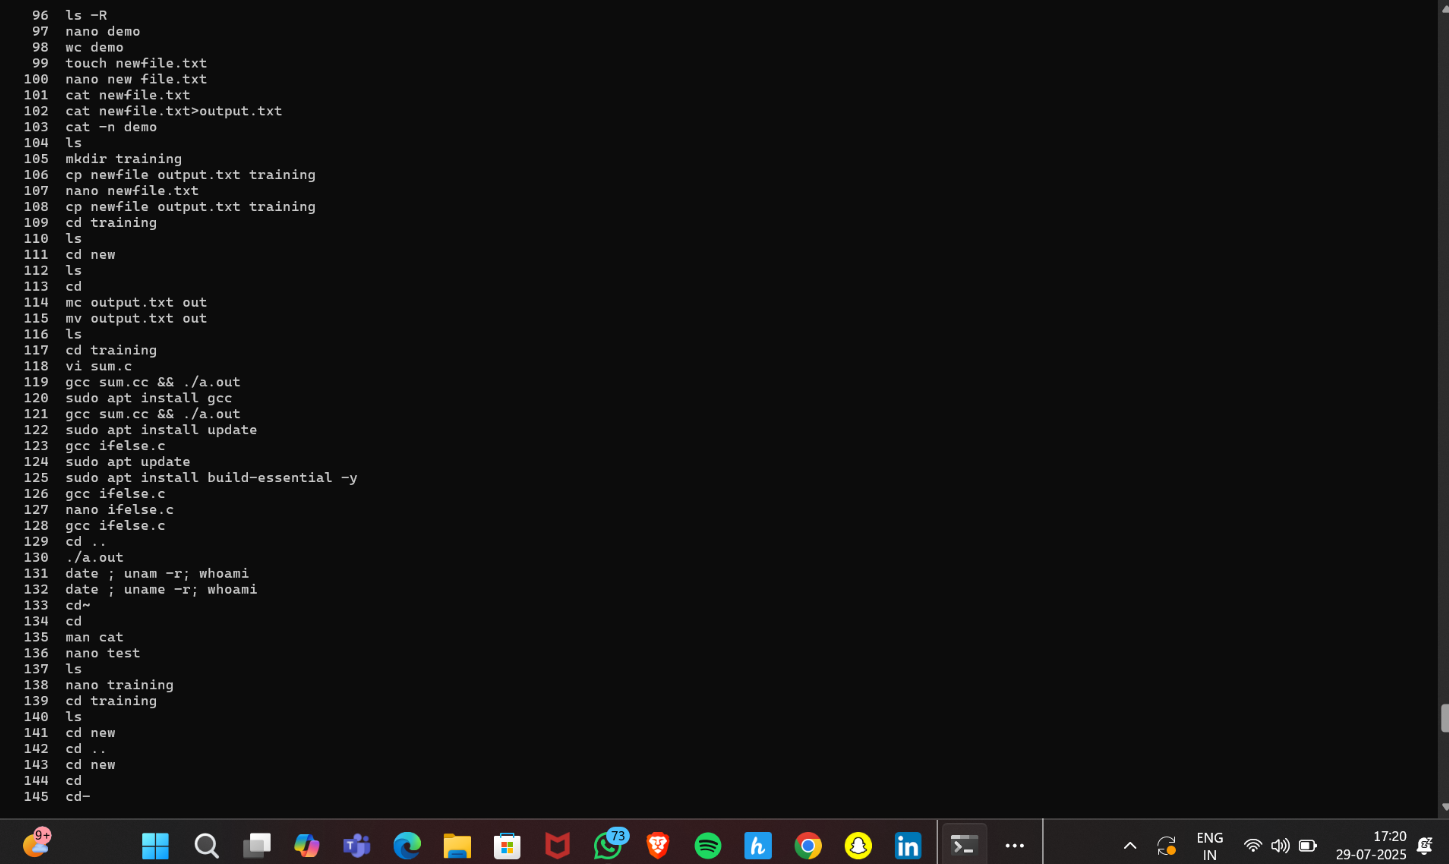 96 ls -R
97 nano demo
98 wc demo
99 touch newfile.txt
100 nano new file.txt
101 cat newfile.txt
102 cat newfile.txt>output.txt
103 cat -n demo
104 ls
105 mkdir training
106 cp newfile output.txt training
107 nano newfile.txt
108 cp newfile output.txt training
109 cd training
110 ls
111 cd new
112 ls
113 cd
114 mc output.txt out
115 mv output.txt out
116 ls
117 cd training
118 vi sum.c
119 gcc sum.cc && ./a.out
120 sudo apt install gcc
121 gcc sum.cc && ./a.out
122 sudo apt install update
123 gcc ifelse.c
124 sudo apt update
125 sudo apt install build-essential -y
126 gcc ifelse.c
127 nano ifelse.c
128 gcc ifelse.c
129 cd ..
130 ./a.out
131 date ; unam -r; whoami
132 date ; uname -r; whoami
133 cd~
134 cd
135 man cat
136 nano test
137 ls
138 nano training
139 cd training
140 ls
141 cd new
142 cd ..
143 cd new
144 cd
145 cd-
9+
73
ENG
IN
17:20
29-07-2025